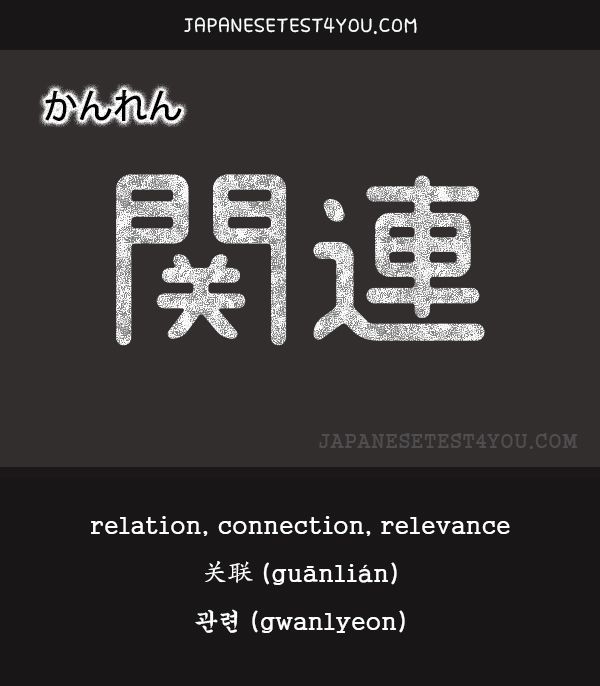 JAPANESETEST4YOU.COM
かんれん
関連
JAPANESETEST4YOU.COM
relation, connection, relevance
关联 (guānlián)
관련 (gwanlyeon)